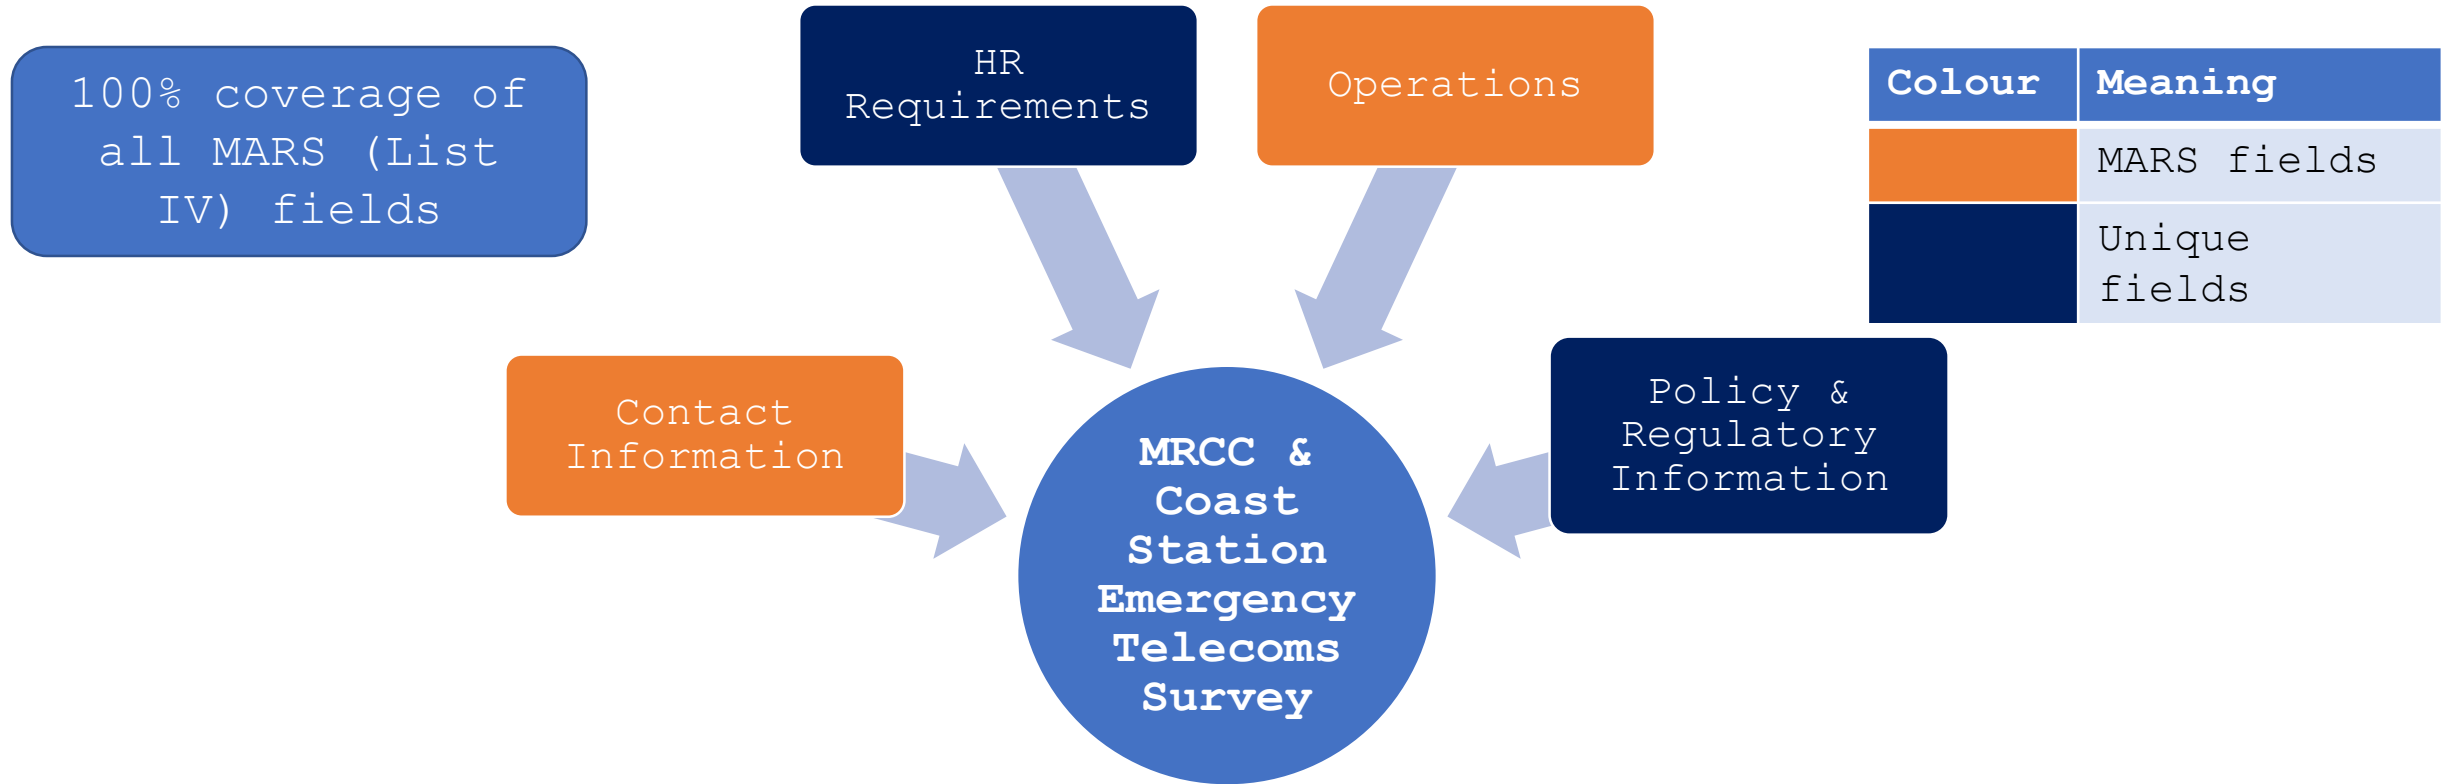 100% coverage of
all MARS (List
IV) fields
HR
Requirements
Operations
Colour Meaning
MARS fields
Unique
fields
Contact
Information
Policy &
Regulatory
Information
MRCC &
Coast
Station
Emergency
Telecoms
Survey